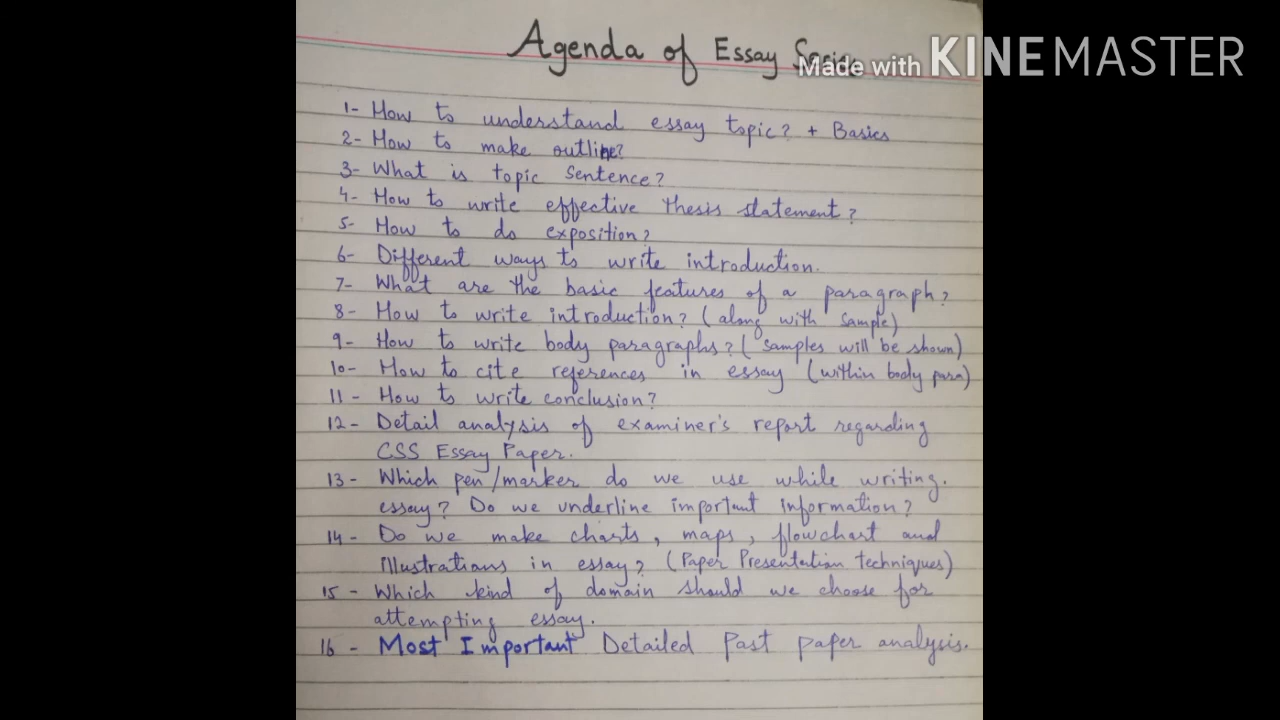 Agenda of Essay
Made with KINEMASTER
1- How to understand essay topic? + Basics
2- How to make outline?
3- What is topic sentence?
4- How to write effective thesis statement?
5- How to do exposition?
6- Different ways to write introduction.
7- What are the basic features of a paragraph?
8- How to write introduction? (along with sample)
9- How to write body paragraphs? (samples will be shown)
10- How to cite references in essay (within body para)
11- How to write conclusion?
12- Detail analysis of examiner's report regarding
CSS Essay Paper.
13- Which pen/marker do we use while writing.
essay? Do we underline important information?
14- Do we make charts, maps, flowchart and
illustrations in essay? (Paper Presentation techniques)
15- Which kind of domain should we choose for
attempting essay.
16- Most Important Detailed Past paper analysis.